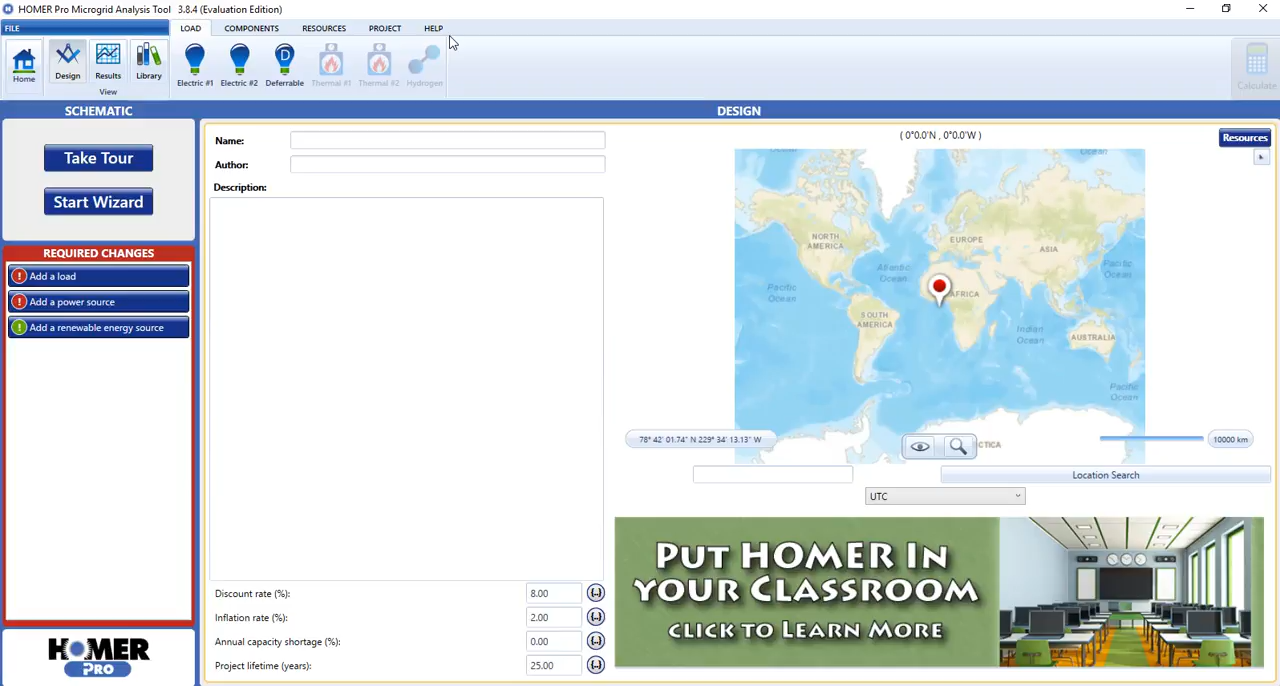 HOMER Pro Microgrid Analysis Tool 3.8.4 (Evaluation Edition)
FILE
LOAD COMPONENTS RESOURCES PROJECT HELP
Home
Design
Results
Library
View
Electric #1
Electric #2
D
Deferrable
Thermal #1
Thermal #2
Hydrogen
Calculate
SCHEMATIC
DESIGN
Take Tour
Start Wizard
REQUIRED CHANGES
Add a load
Add a power source
Add a renewable energy source
HOMER
Pro
Name:
Author:
Description:
Discount rate (%): 8.00
Inflation rate (%): 2.00
Annual capacity shortage (%): 0.00
Project lifetime (years): 25.00
( 0°0.0'N , 0°0.0'W )
Resources
Ocean
Ocean
NORTH
AMERICA
EUROPE
ASIA
Atlantic
Ocean
Pacific
Ocean
Pacific
Ocean
AFRICA
SOUTH
AMERICA
Indian
Ocean
AUSTRALIA
Pacific
Ocean
CTICA
78° 42' 01.74" N 229° 34' 13.13" W
10000 km
Location Search
UTC
PUT HOMER IN
YOUR CLASSROOM
CLICK TO LEARN MORE